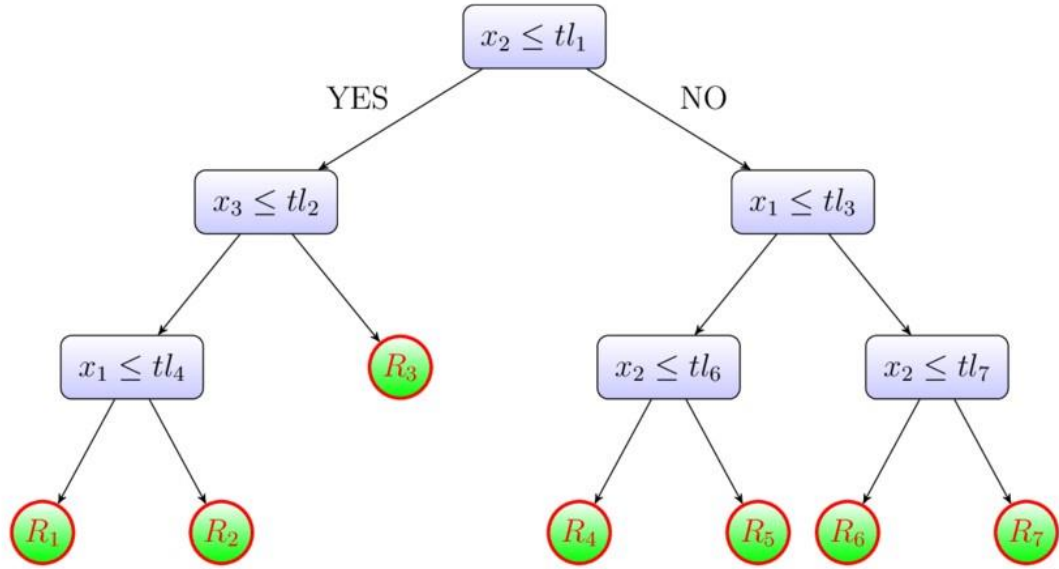 x₂ ≤ tl₁
YES NO
x₃ ≤ tl₂ x₁ ≤ tl₃
x₁ ≤ tl₄ R₃ x₂ ≤ tl₆ x₂ ≤ tl₇
R₁ R₂ R₄ R₅ R₆ R₇